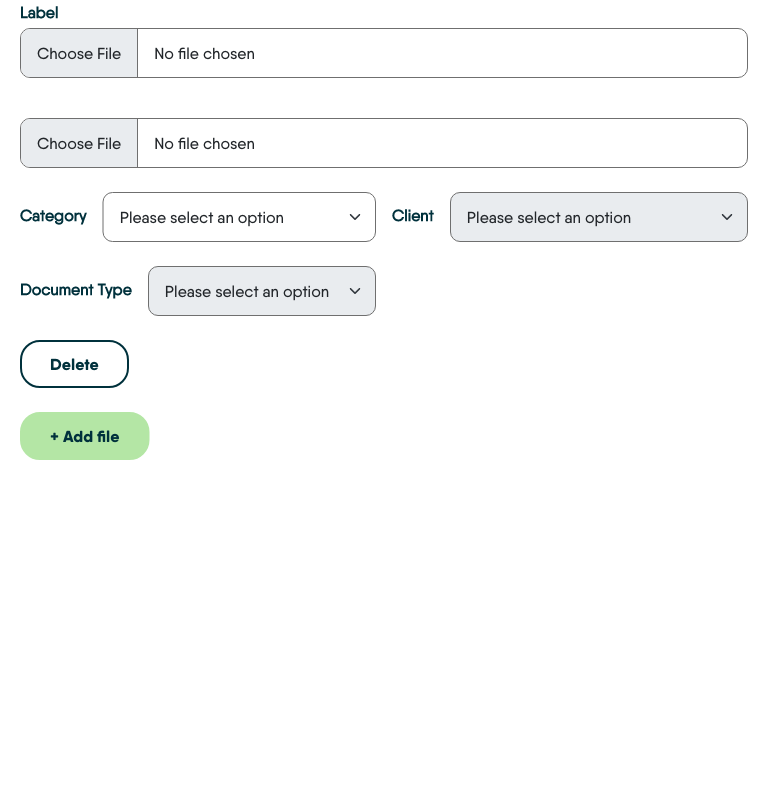 Label
Choose File No file chosen
Choose File No file chosen
Category Please select an option Client Please select an option
Document Type Please select an option
Delete
+ Add file